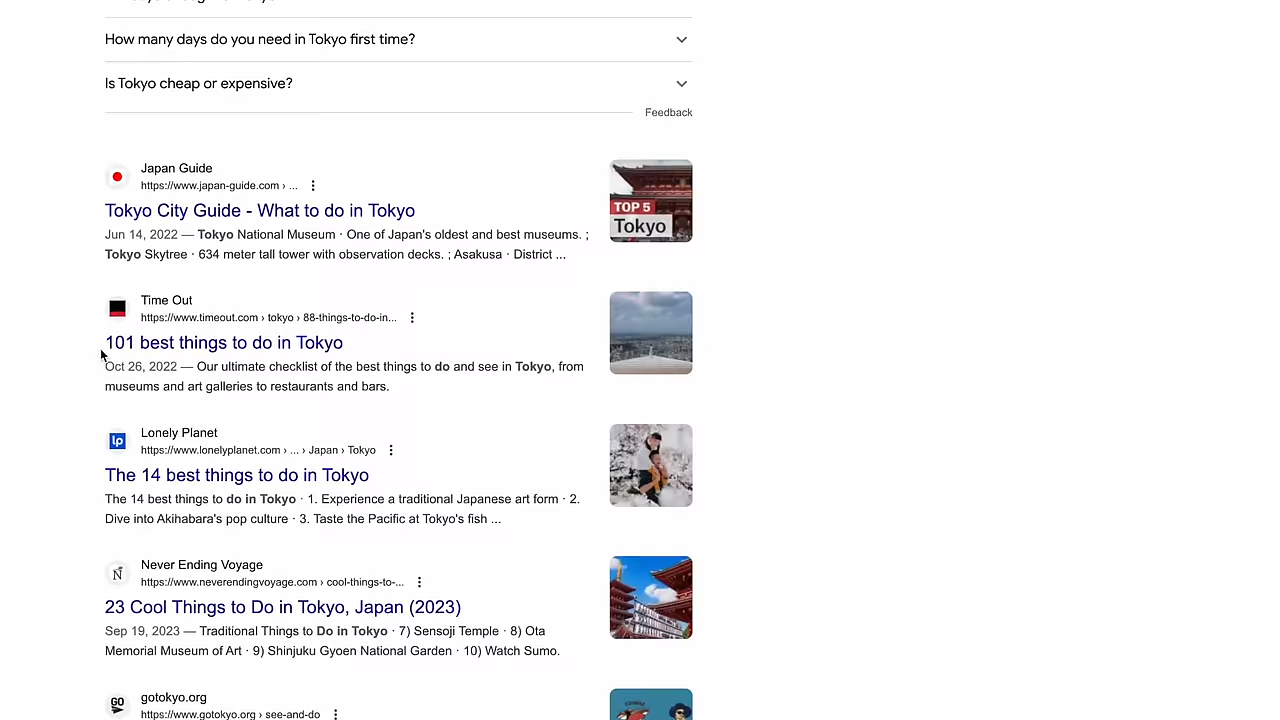 How many days do you need in Tokyo first time?
Is Tokyo cheap or expensive?
Feedback
Japan Guide
https://www.japan-guide.com › ...
Tokyo City Guide - What to do in Tokyo
Jun 14, 2022 — Tokyo National Museum · One of Japan's oldest and best museums. ;
Tokyo Skytree · 634 meter tall tower with observation decks. ; Asakusa · District ...
TOP 5
Tokyo
Time Out
https://www.timeout.com › tokyo › 88-things-to-do-in...
101 best things to do in Tokyo
Oct 26, 2022 — Our ultimate checklist of the best things to do and see in Tokyo, from
museums and art galleries to restaurants and bars.
lp
Lonely Planet
https://www.lonelyplanet.com › ... › Japan › Tokyo
The 14 best things to do in Tokyo
The 14 best things to do in Tokyo · 1. Experience a traditional Japanese art form · 2.
Dive into Akihabara's pop culture · 3. Taste the Pacific at Tokyo's fish ...
N
Never Ending Voyage
https://www.neverendingvoyage.com › cool-things-to-...
23 Cool Things to Do in Tokyo, Japan (2023)
Sep 19, 2023 — Traditional Things to Do in Tokyo · 7) Sensoji Temple · 8) Ota
Memorial Museum of Art · 9) Shinjuku Gyoen National Garden · 10) Watch Sumo.
GO
gotokyo.org
https://www.gotokyo.org › see-and-do